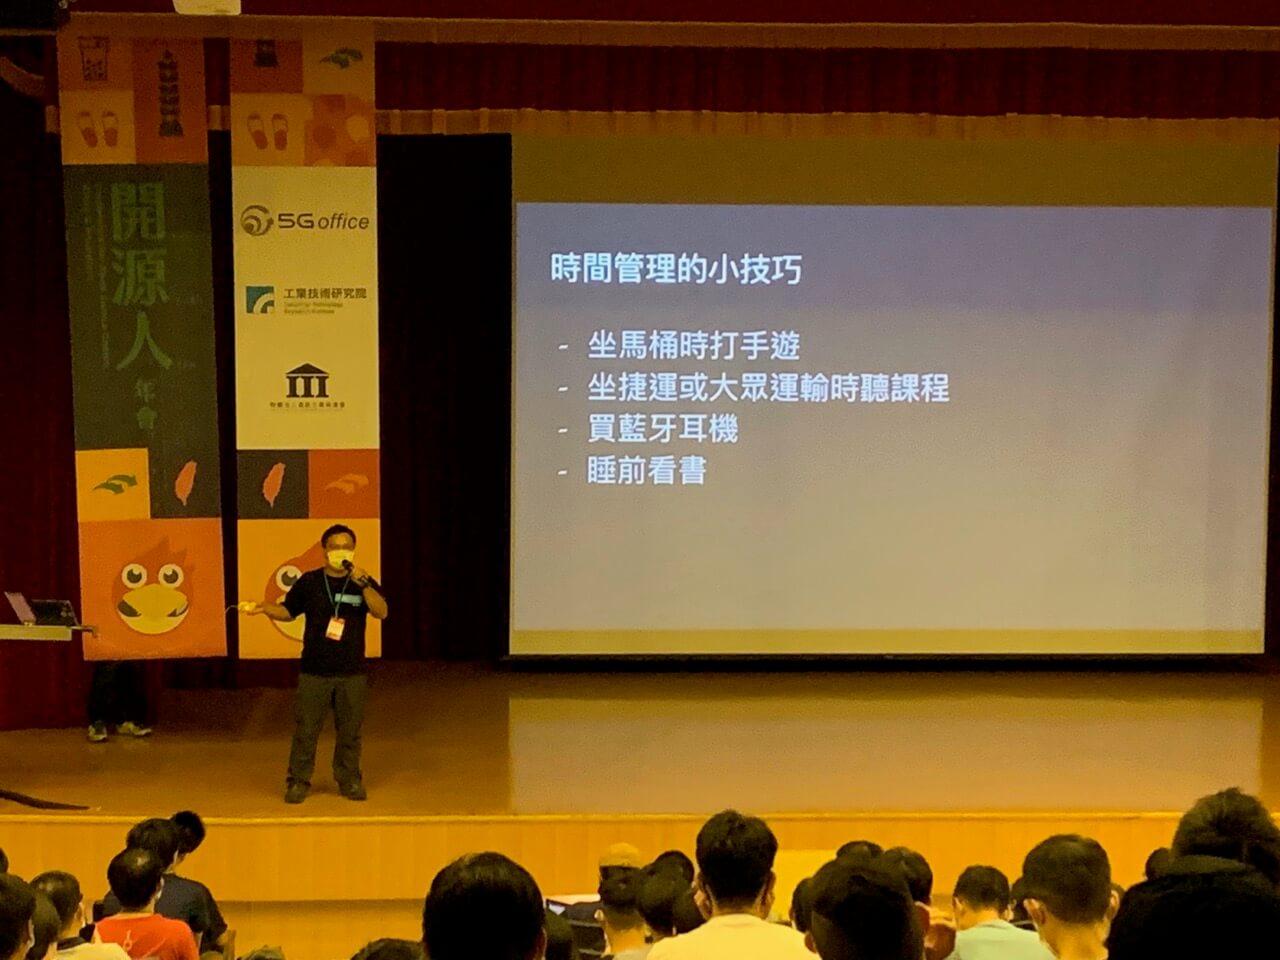 開源人
年會
5G office
工業技術研究院
時間管理的小技巧
- 坐馬桶時打手遊
- 坐捷運或大眾運輸時聽課程
- 買藍牙耳機
- 睡前看書